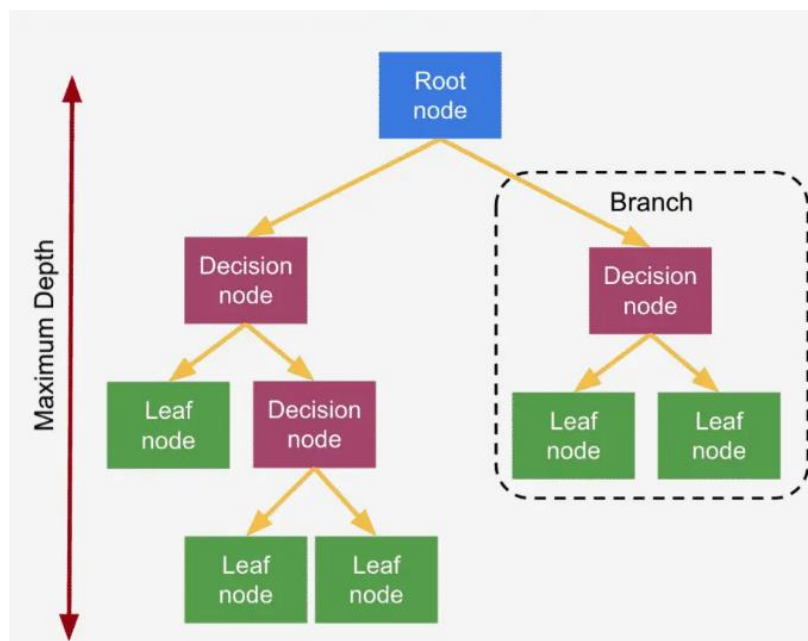 Root
node
Branch
Maximum Depth
Decision
node
Decision
node
Leaf
node
Decision
node
Leaf
node
Leaf
node
Leaf
node
Leaf
node